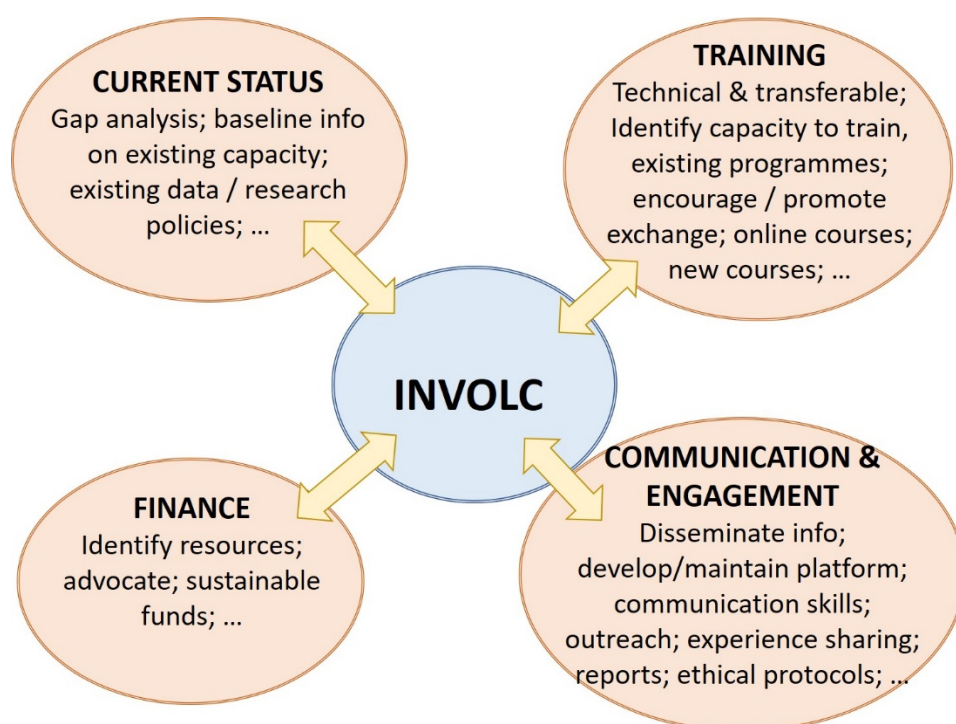 CURRENT STATUS
Gap analysis; baseline info
on existing capacity;
existing data / research
policies; ...
TRAINING
Technical & transferable;
Identify capacity to train,
existing programmes;
encourage / promote
exchange; online courses;
new courses; ...
INVOLC
FINANCE
Identify resources;
advocate; sustainable
funds; ...
COMMUNICATION &
ENGAGEMENT
Disseminate info;
develop/maintain platform;
communication skills;
outreach; experience sharing;
reports; ethical protocols; ...